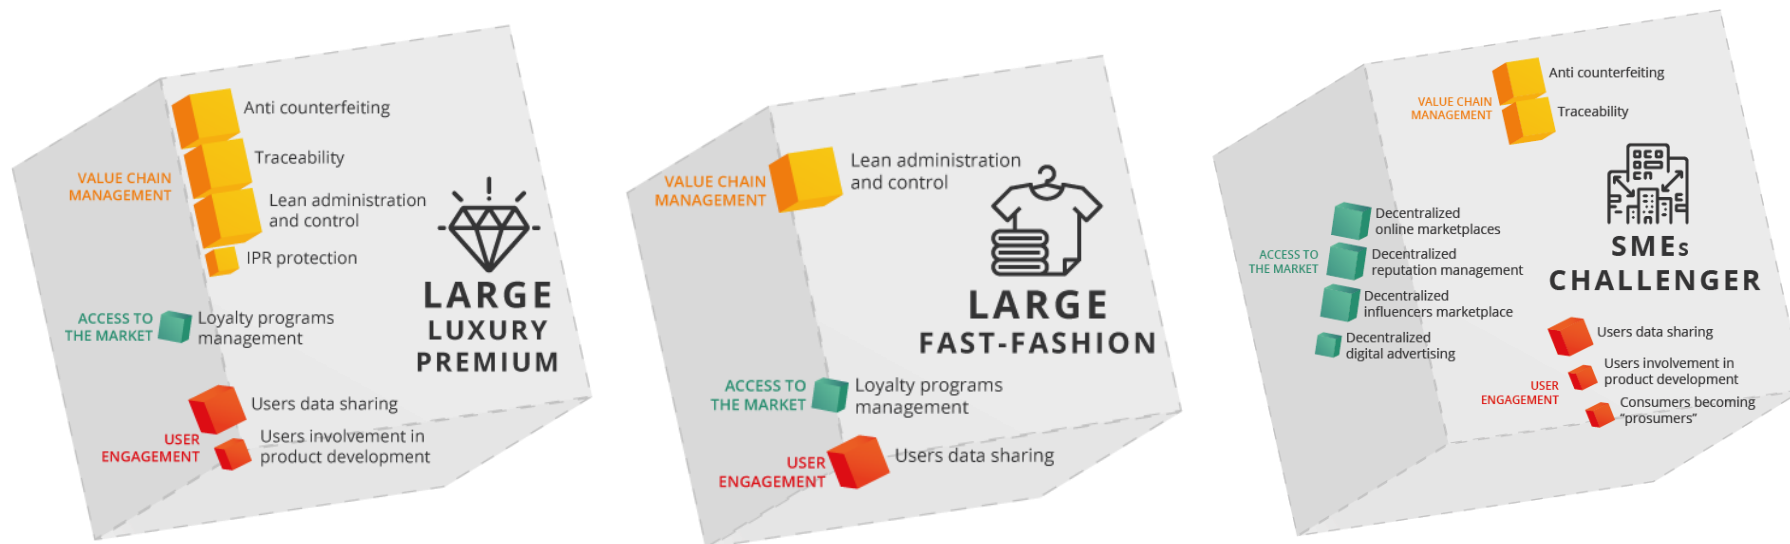 Anti counterfeiting
Traceability
VALUE CHAIN
MANAGEMENT
Lean administration
and control
IPR protection
ACCESS TO
THE MARKET
Loyalty programs
management
Users data sharing
USER
ENGAGEMENT
Users involvement in
product development
LARGE
LUXURY
PREMIUM
VALUE CHAIN
MANAGEMENT
Lean administration
and control
LARGE
FAST-FASHION
ACCESS TO
THE MARKET
Loyalty programs
management
USER
ENGAGEMENT
Users data sharing
Anti counterfeiting
VALUE CHAIN
MANAGEMENT
Traceability
SMEs
CHALLENGER
Decentralized
online marketplaces
ACCESS TO
THE MARKET
Decentralized
reputation management
Decentralized
influencers marketplace
Decentralized
digital advertising
Users data sharing
USER
ENGAGEMENT
Users involvement in
product development
Consumers becoming
“prosumers”